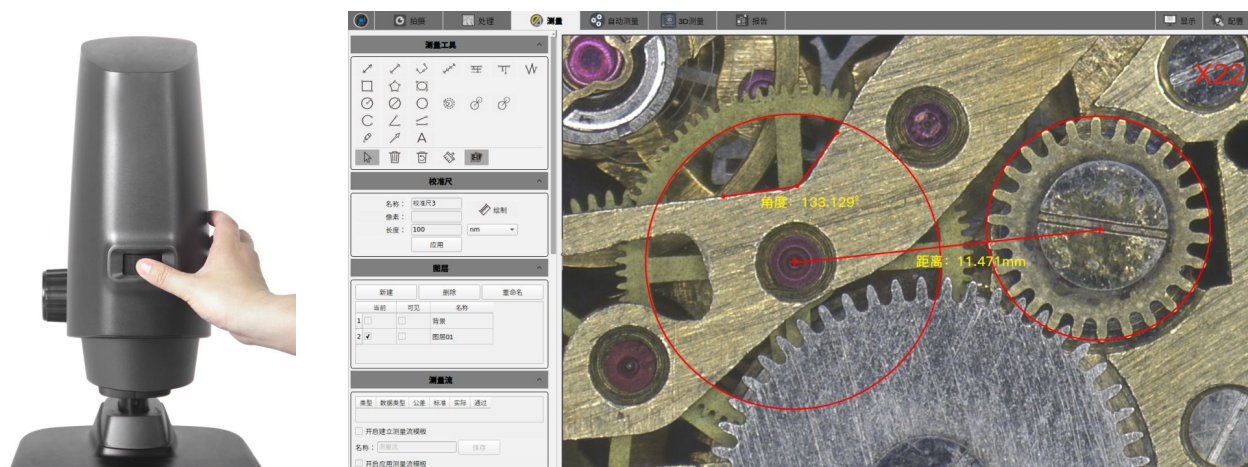 拍摄
处理
测量
自动测量
3D测量
报告
显示
配置
测量工具
A
校准尺
名称： 校准尺3
像素：
绘制
长度： 100 nm
应用
图层
新建 删除 重命名
当前 可见 名称
1 背景
2 图层01
测量流
类型 数据类型 公差 标准 实际 通过
开启建立测量流模板
名称： 测量流 保存
开启应用测量流模板
X22
角度：133.129°
距离：11.471mm